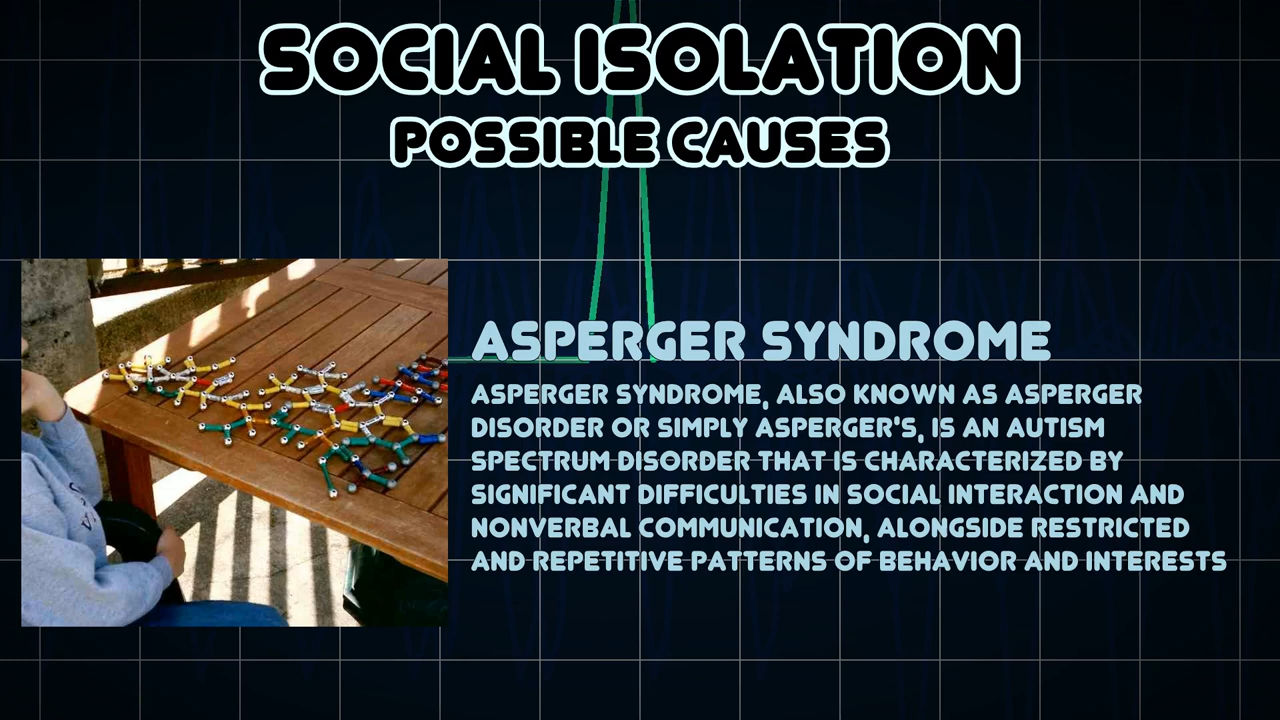 SOCIAL ISOLATION
POSSIBLE CAUSES
ASPERGER SYNDROME
ASPERGER SYNDROME, ALSO KNOWN AS ASPERGER
DISORDER OR SIMPLY ASPERGER'S, IS AN AUTISM
SPECTRUM DISORDER THAT IS CHARACTERIZED BY
SIGNIFICANT DIFFICULTIES IN SOCIAL INTERACTION AND
NONVERBAL COMMUNICATION, ALONGSIDE RESTRICTED
AND REPETITIVE PATTERNS OF BEHAVIOR AND INTERESTS